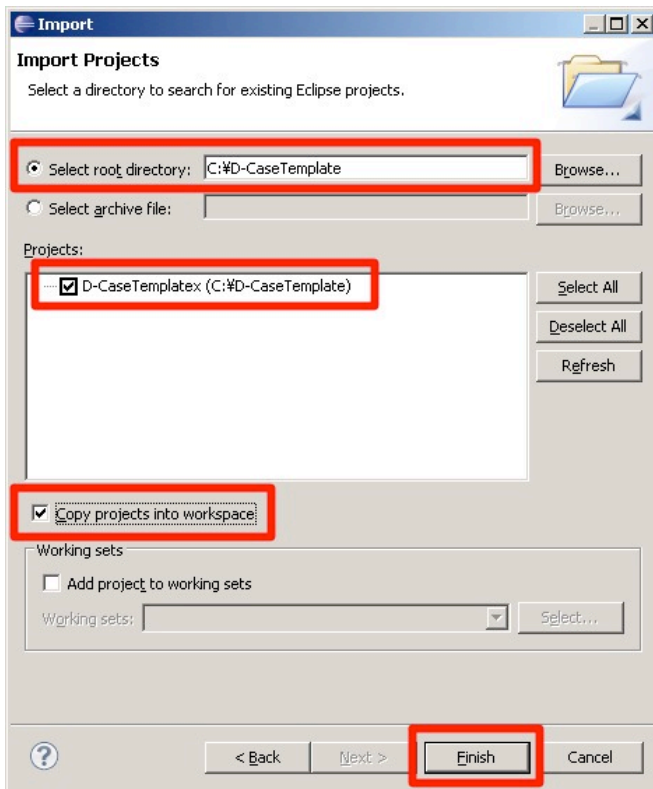 Import
Import Projects
Select a directory to search for existing Eclipse projects.
Select root directory: C:¥D-CaseTemplate Browse...
Select archive file: Browse...
Projects:
D-CaseTemplatex (C:¥D-CaseTemplate)
Select All
Deselect All
Refresh
Copy projects into workspace
Working sets
Add project to working sets
Working sets: Select...
? < Back Next > Finish Cancel